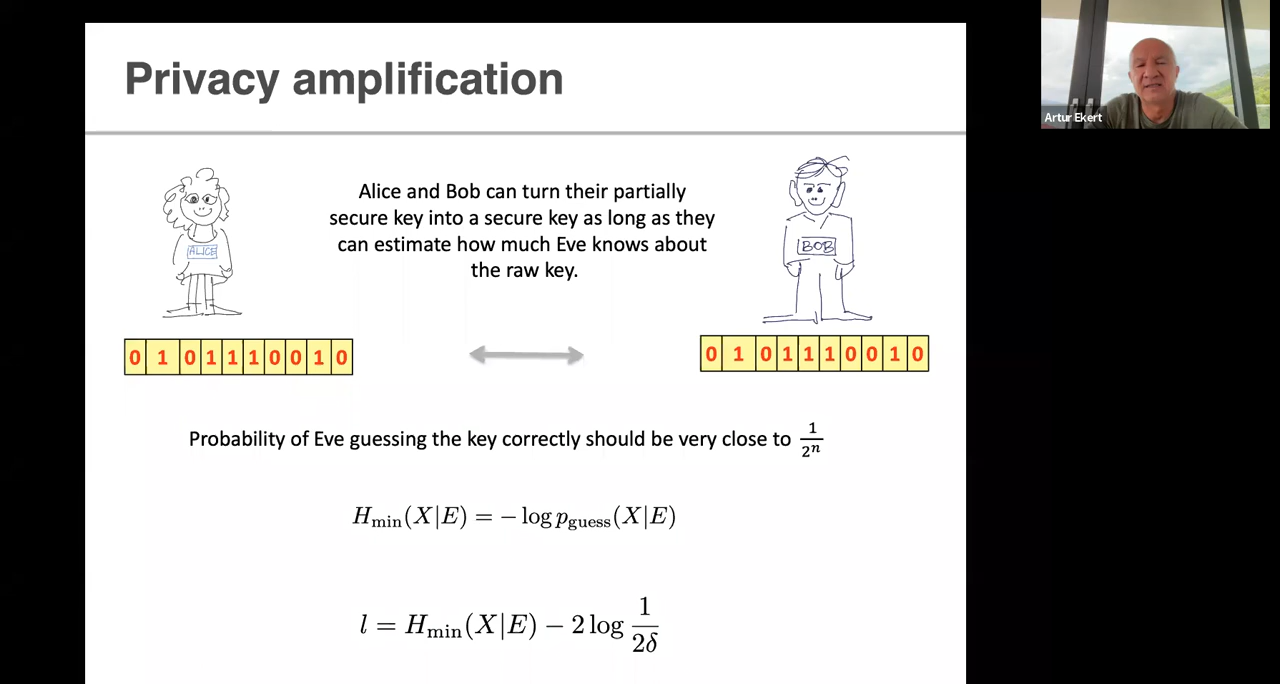 Privacy amplification
Artur Ekert
Alice and Bob can turn their partially
secure key into a secure key as long as they
can estimate how much Eve knows about
the raw key.
ALICE
BOB
0 1 0 1 1 1 0 0 1 0
0 1 0 1 1 1 0 0 1 0
Probability of Eve guessing the key correctly should be very close to 1/2ⁿ
H_min(X|E) = − log p_guess(X|E)
l = H_min(X|E) − 2 log 1/2δ